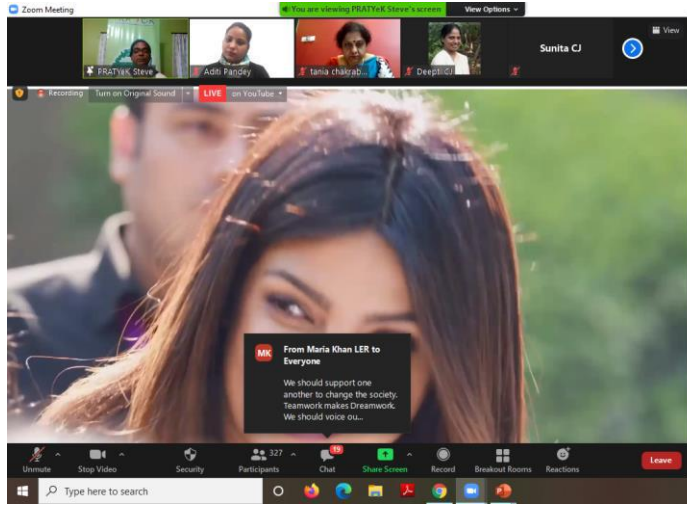 Zoom Meeting
You are viewing PRATYeK Steve's screen
View Options
View
PRATYeK Steve
Aditi Pandey
tania chakrab...
Deepti CJ
Sunita CJ
Recording
Turn on Original Sound
LIVE
on YouTube
MK
From Maria Khan LER to
Everyone
We should support one
another to change the society.
Teamwork makes Dreamwork.
We should voice ou...
327
15
Unmute
Stop Video
Security
Participants
Chat
Share Screen
Record
Breakout Rooms
Reactions
Leave
Type here to search